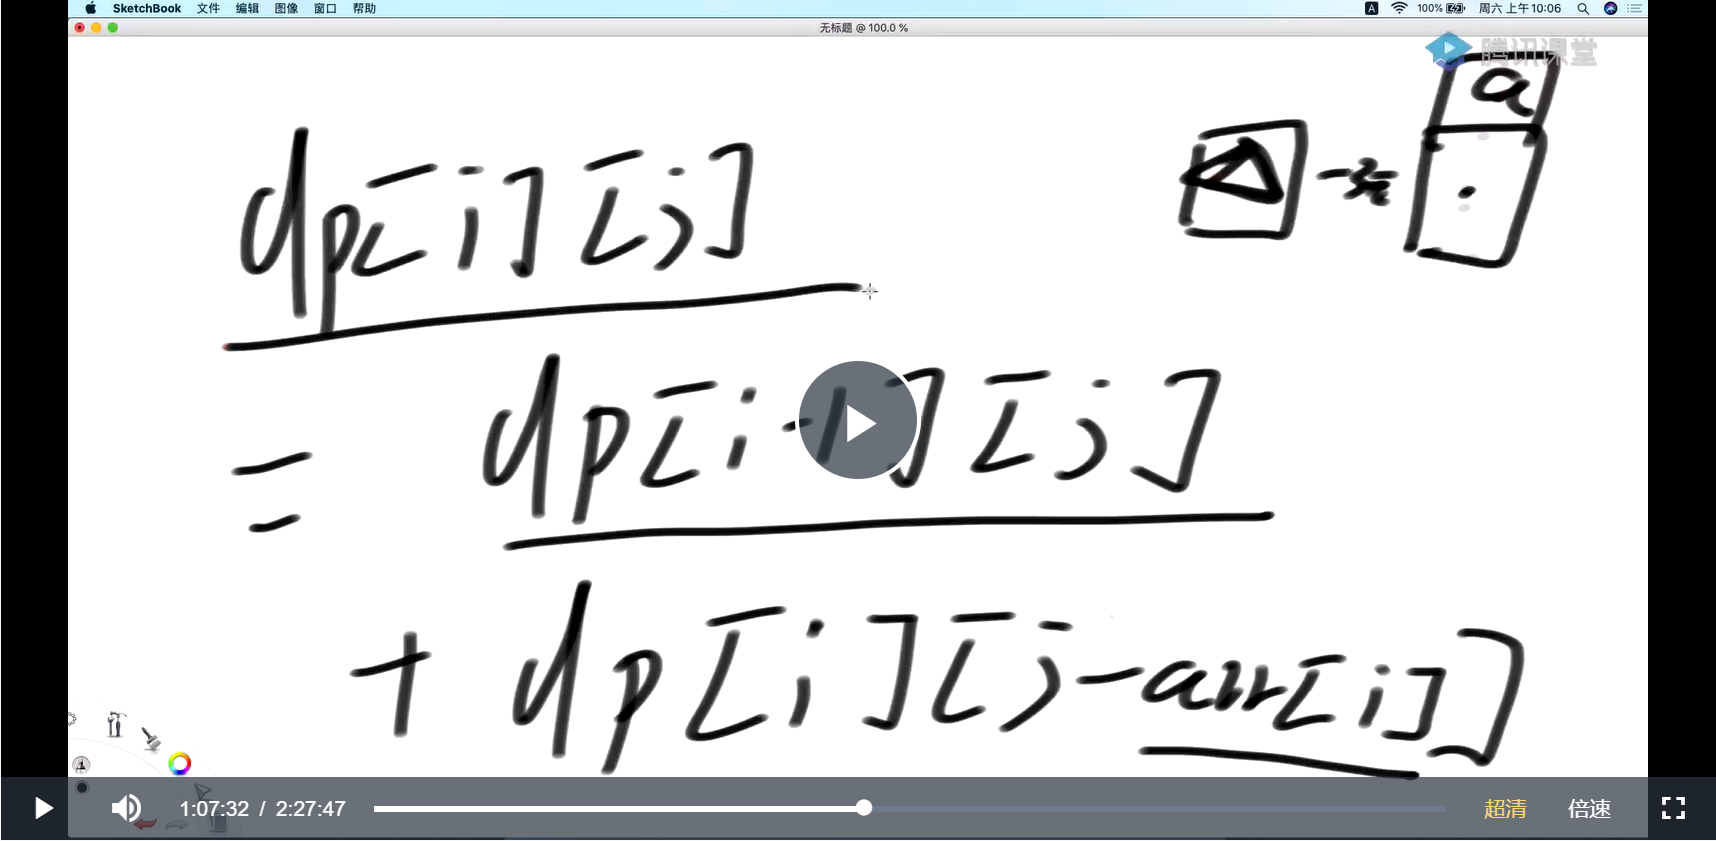 SketchBook 文件 编辑 图像 窗口 帮助
A 100% 周六 上午10:06
无标题 @ 100.0 %
腾讯课堂
a
dp[i][j]
= dp[i-1][j]
+ dp[i][j-arr[i]]
1:07:32 / 2:27:47 超清 倍速